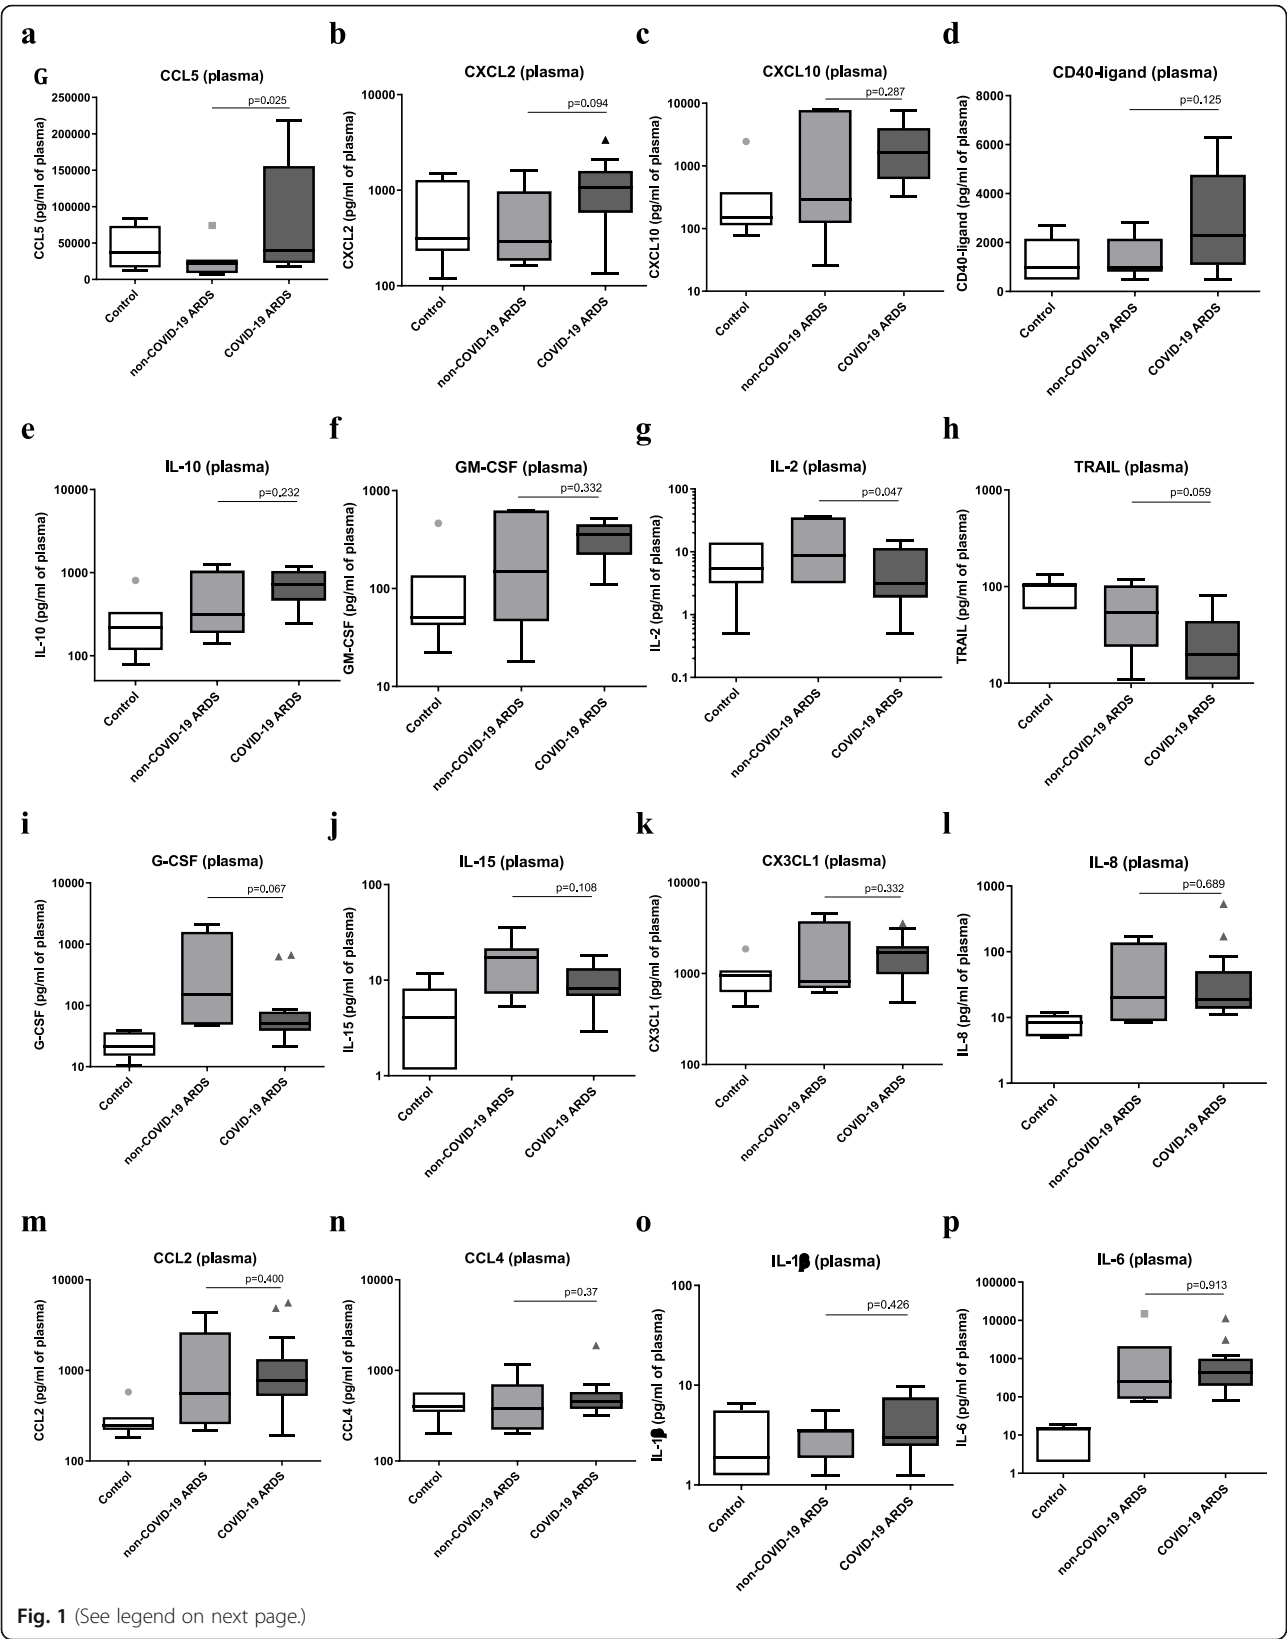 a
G
CCL5 (plasma)
p=0.025
CCL5 (pg/ml of plasma)
250000
200000
150000
100000
50000
0
Control
non-COVID-19 ARDS
COVID-19 ARDS
b
CXCL2 (plasma)
p=0.094
CXCL2 (pg/ml of plasma)
10000
1000
100
Control
non-COVID-19 ARDS
COVID-19 ARDS
c
CXCL10 (plasma)
p=0.287
CXCL10 (pg/ml of plasma)
10000
1000
100
10
Control
non-COVID-19 ARDS
COVID-19 ARDS
d
CD40-ligand (plasma)
p=0.125
CD40-ligand (pg/ml of plasma)
8000
6000
4000
2000
0
Control
non-COVID-19 ARDS
COVID-19 ARDS
e
IL-10 (plasma)
p=0.232
IL-10 (pg/ml of plasma)
10000
1000
100
Control
non-COVID-19 ARDS
COVID-19 ARDS
f
GM-CSF (plasma)
p=0.332
GM-CSF (pg/ml of plasma)
1000
100
10
Control
non-COVID-19 ARDS
COVID-19 ARDS
g
IL-2 (plasma)
p=0.047
IL-2 (pg/ml of plasma)
100
10
1
0.1
Control
non-COVID-19 ARDS
COVID-19 ARDS
h
TRAIL (plasma)
p=0.059
TRAIL (pg/ml of plasma)
1000
100
10
Control
non-COVID-19 ARDS
COVID-19 ARDS
i
G-CSF (plasma)
p=0.067
G-CSF (pg/ml of plasma)
10000
1000
100
10
Control
non-COVID-19 ARDS
COVID-19 ARDS
j
IL-15 (plasma)
p=0.108
IL-15 (pg/ml of plasma)
100
10
1
Control
non-COVID-19 ARDS
COVID-19 ARDS
k
CX3CL1 (plasma)
p=0.332
CX3CL1 (pg/ml of plasma)
10000
1000
100
Control
non-COVID-19 ARDS
COVID-19 ARDS
l
IL-8 (plasma)
p=0.689
IL-8 (pg/ml of plasma)
1000
100
10
1
Control
non-COVID-19 ARDS
COVID-19 ARDS
m
CCL2 (plasma)
p=0.400
CCL2 (pg/ml of plasma)
10000
1000
100
Control
non-COVID-19 ARDS
COVID-19 ARDS
n
CCL4 (plasma)
p=0.37
CCL4 (pg/ml of plasma)
10000
1000
100
Control
non-COVID-19 ARDS
COVID-19 ARDS
o
IL-1β (plasma)
p=0.426
IL-1β (pg/ml of plasma)
100
10
1
Control
non-COVID-19 ARDS
COVID-19 ARDS
p
IL-6 (plasma)
p=0.913
IL-6 (pg/ml of plasma)
100000
10000
1000
100
10
1
Control
non-COVID-19 ARDS
COVID-19 ARDS
Fig. 1 (See legend on next page.)